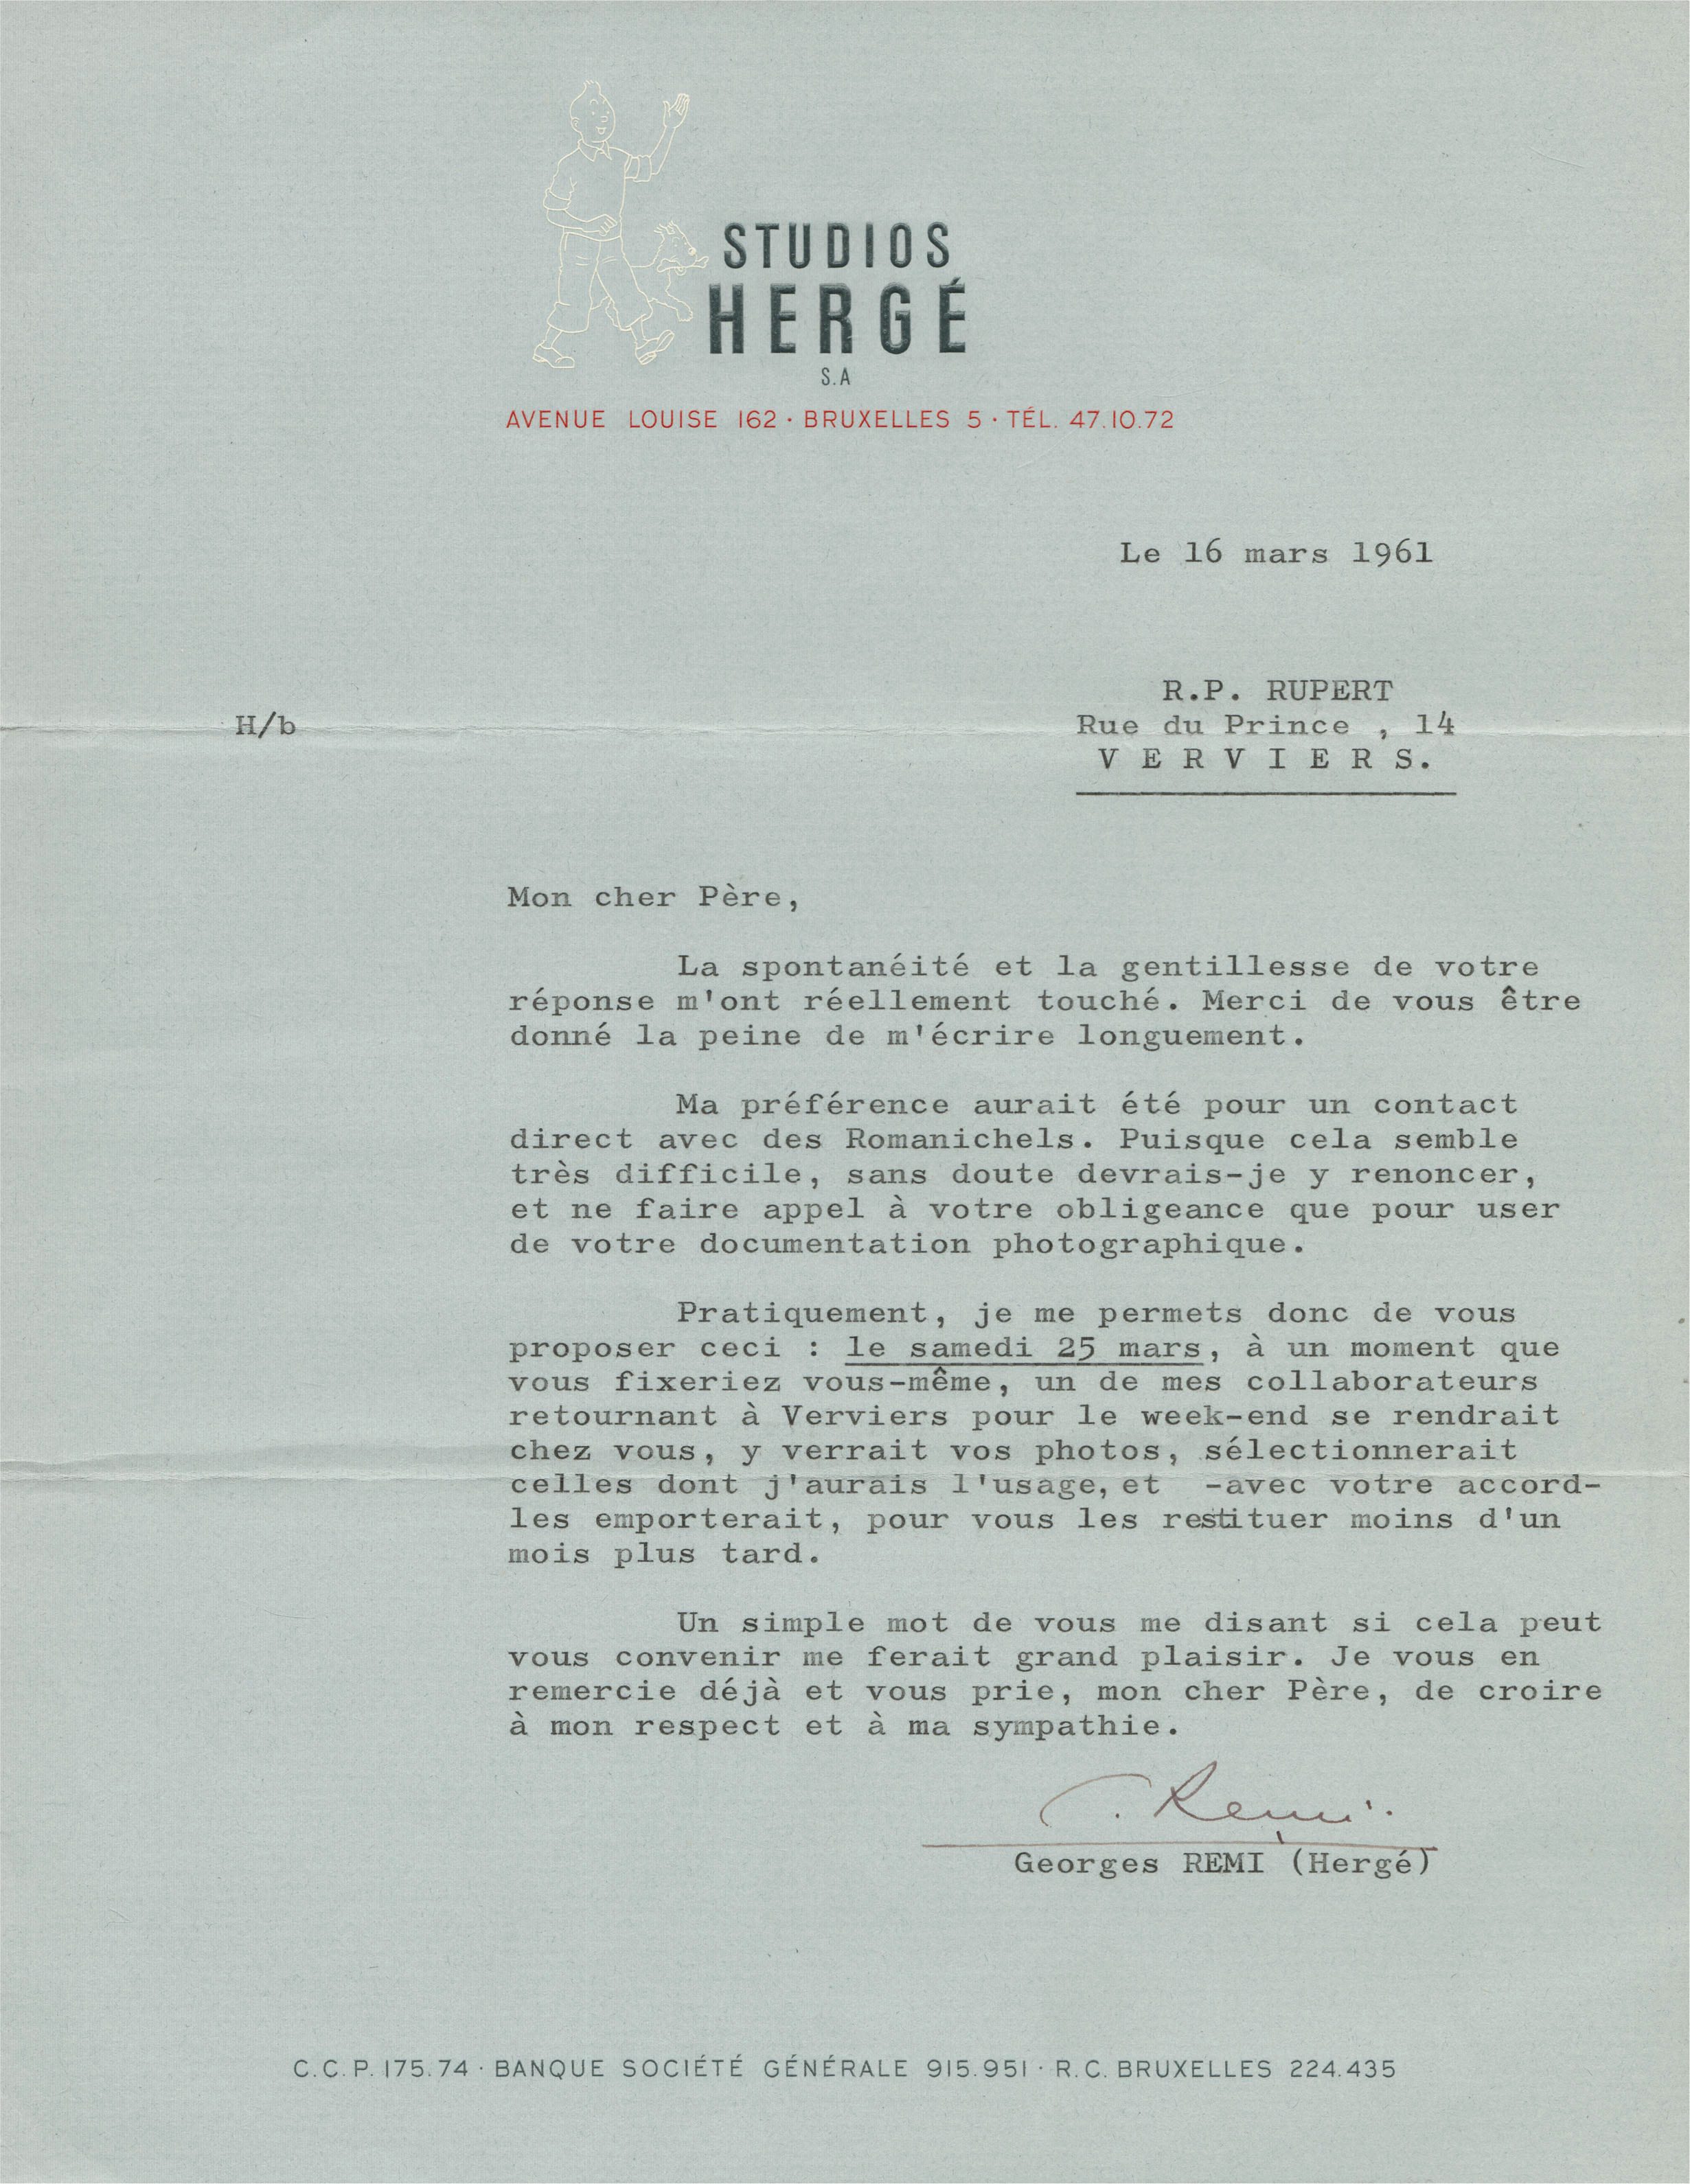 STUDIOS
HERGÉ
S.A
AVENUE LOUISE 162 · BRUXELLES 5 · TÉL. 47.10.72
Le 16 mars 1961
R.P. RUPERT
H/b
Rue du Prince , 14
V E R V I E R S.
Mon cher Père,
La spontanéité et la gentillesse de votre
réponse m'ont réellement touché. Merci de vous être
donné la peine de m'écrire longuement.
Ma préférence aurait été pour un contact
direct avec des Romanichels. Puisque cela semble
très difficile, sans doute devrais-je y renoncer,
et ne faire appel à votre obligeance que pour user
de votre documentation photographique.
Pratiquement, je me permets donc de vous
proposer ceci : le samedi 25 mars, à un moment que
vous fixeriez vous-même, un de mes collaborateurs
retournant à Verviers pour le week-end se rendrait
chez vous, y verrait vos photos, sélectionnerait
celles dont j'aurais l'usage, et -avec votre accord-
les emporterait, pour vous les restituer moins d'un
mois plus tard.
Un simple mot de vous me disant si cela peut
vous convenir me ferait grand plaisir. Je vous en
remercie déjà et vous prie, mon cher Père, de croire
à mon respect et à ma sympathie.
G. Remi.
Georges REMI (Hergé)
C.C.P. 175.74 · BANQUE SOCIÉTÉ GÉNÉRALE 915.951 · R.C. BRUXELLES 224.435